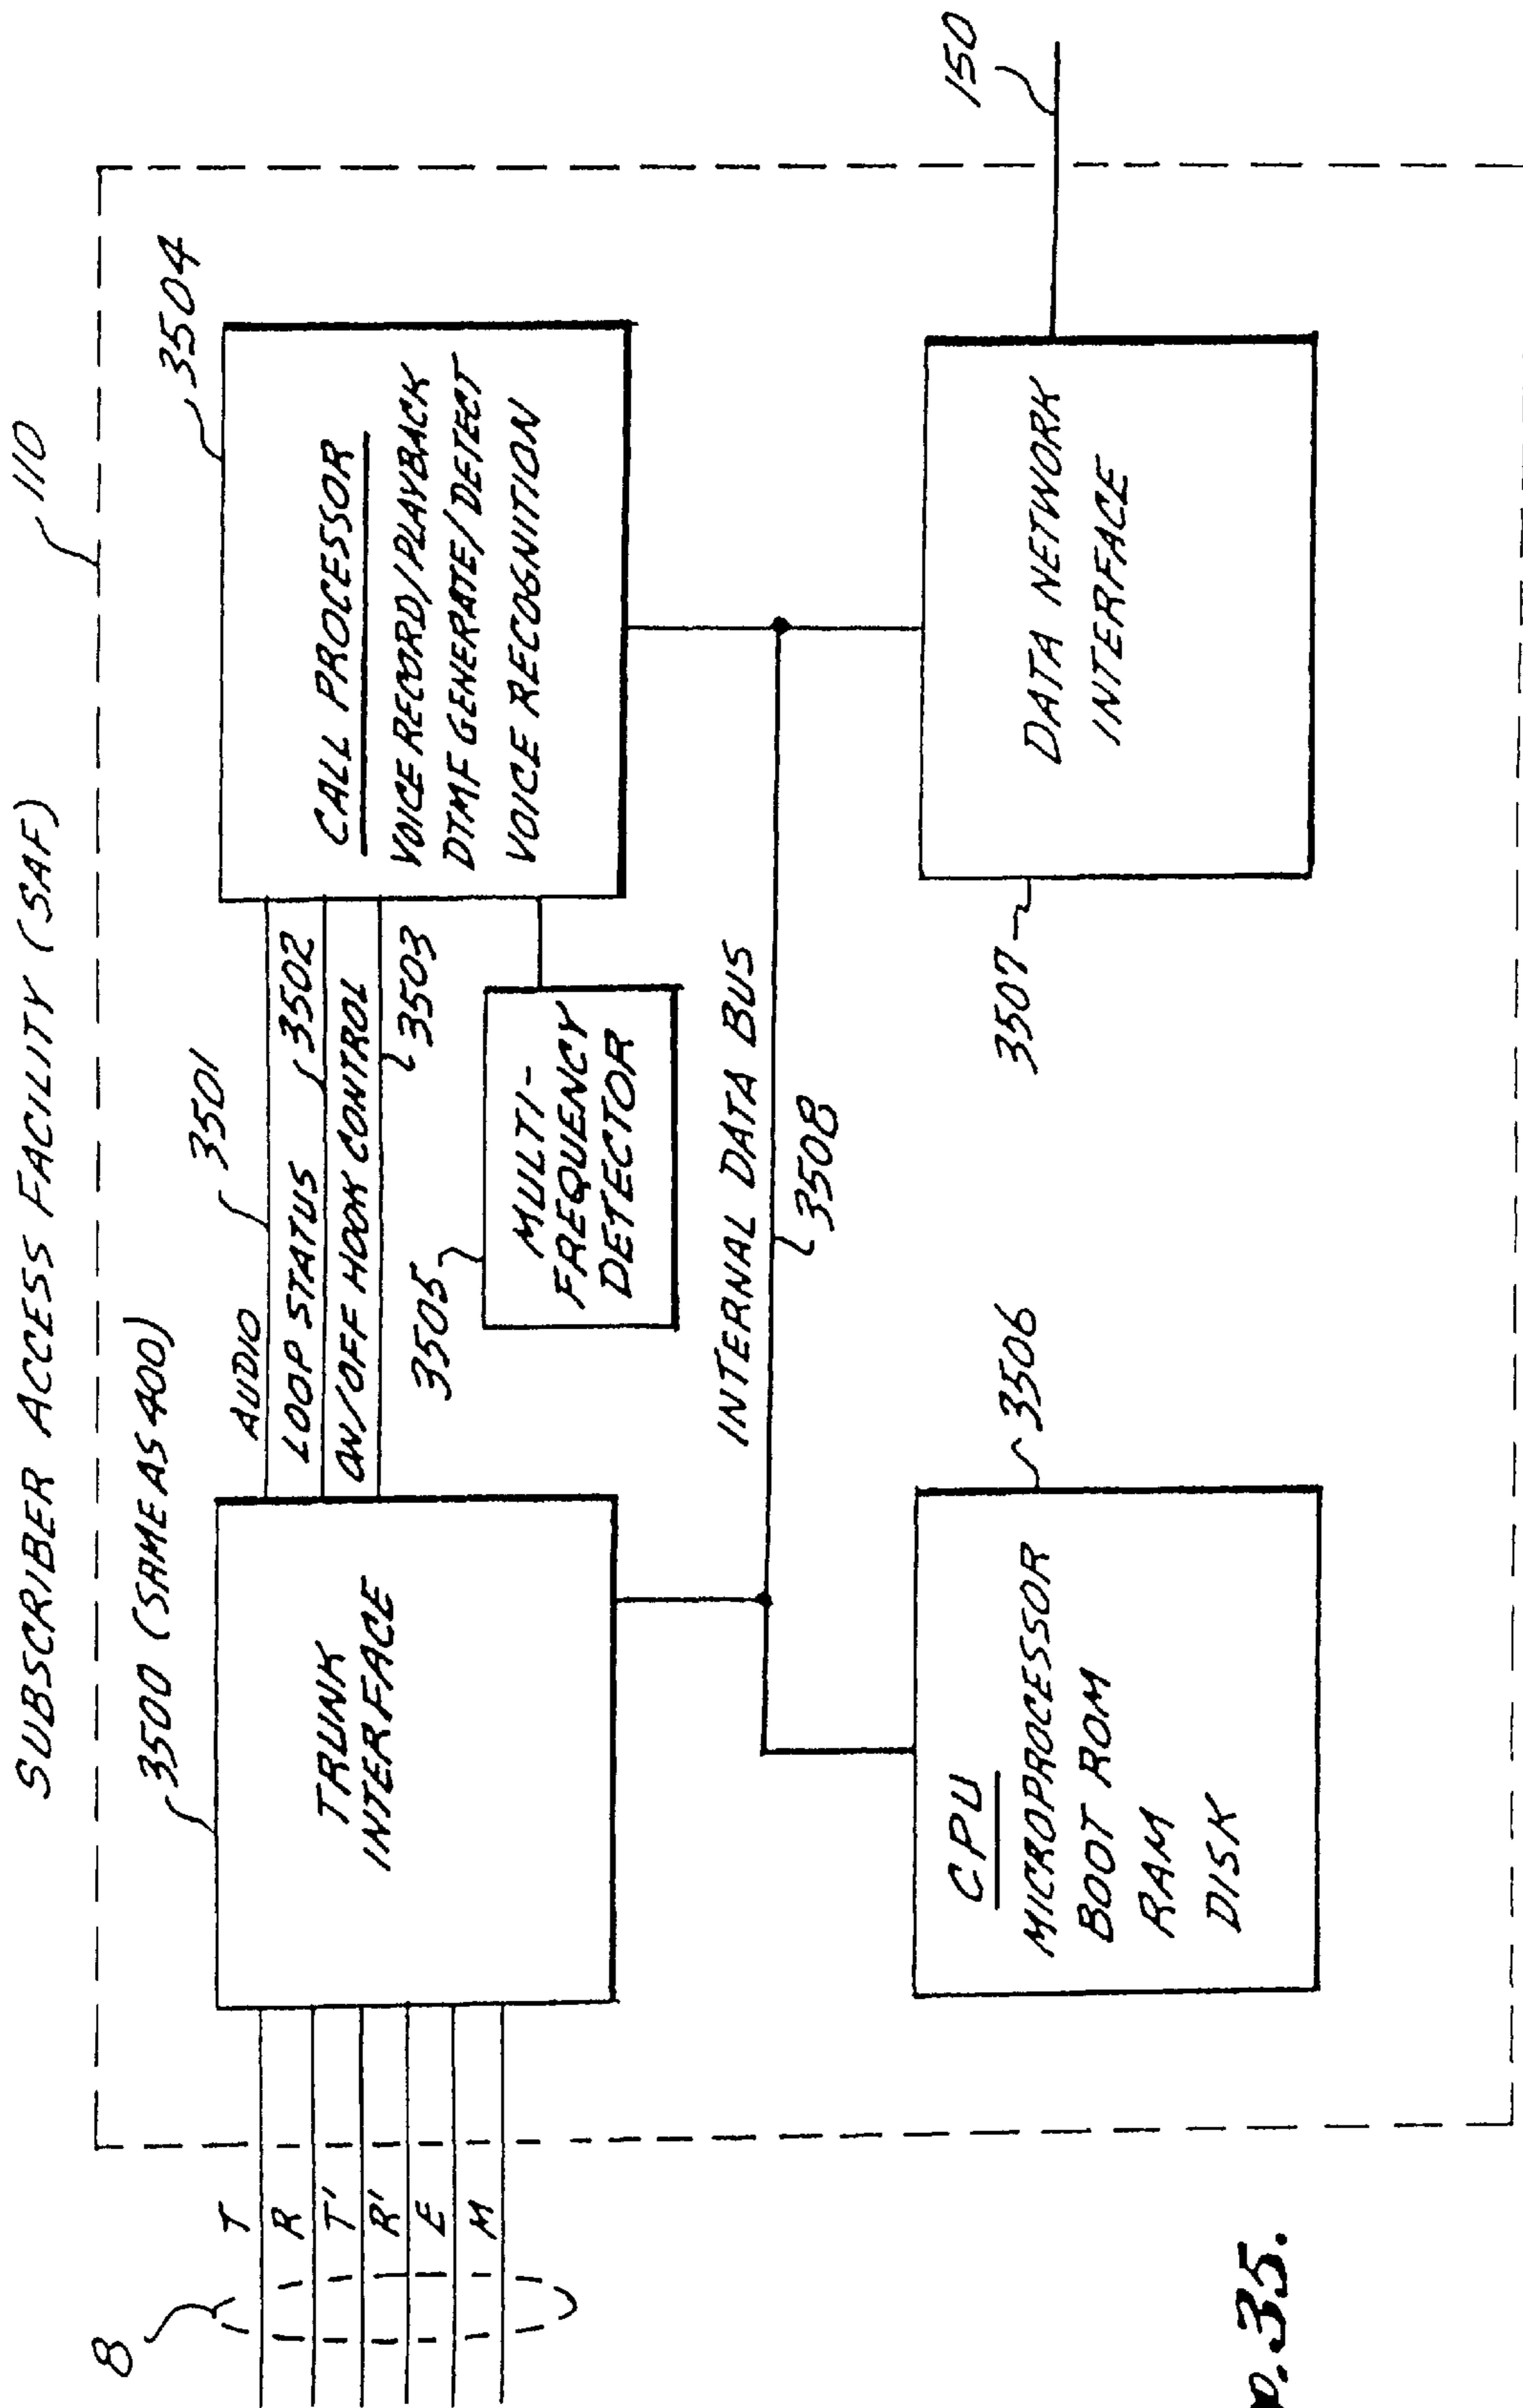 SUBSCRIBER ACCESS FACILITY (SAF)
110
3500 (SAME AS 400)
3501
3504
8
T
R
T'
R'
E
M
TRUNK
INTERFACE
AUDIO
LOOP STATUS
3502
ON/OFF HOOK CONTROL
3503
CALL PROCESSOR
VOICE RECORD/PLAYBACK
DTMF GENERATE/DETECT
VOICE RECOGNITION
3505
MULTI-
FREQUENCY
DETECTOR
INTERNAL DATA BUS
3508
150
CPU
MICROPROCESSOR
BOOT ROM
RAM
DISK
3506
3507
DATA NETWORK
INTERFACE
35.